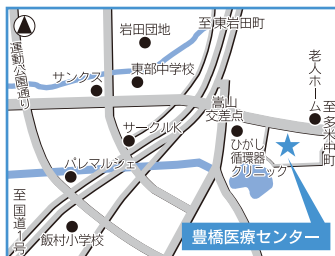 岩田団地
至東岩田町
運動公園通り
サンクス
東部中学校
老人ホーム
嵩山
交差点
至多米中町
サークルK
ひがし
循環器
クリニック
パレマルシェ
至国道1号
飯村小学校
豊橋医療センター